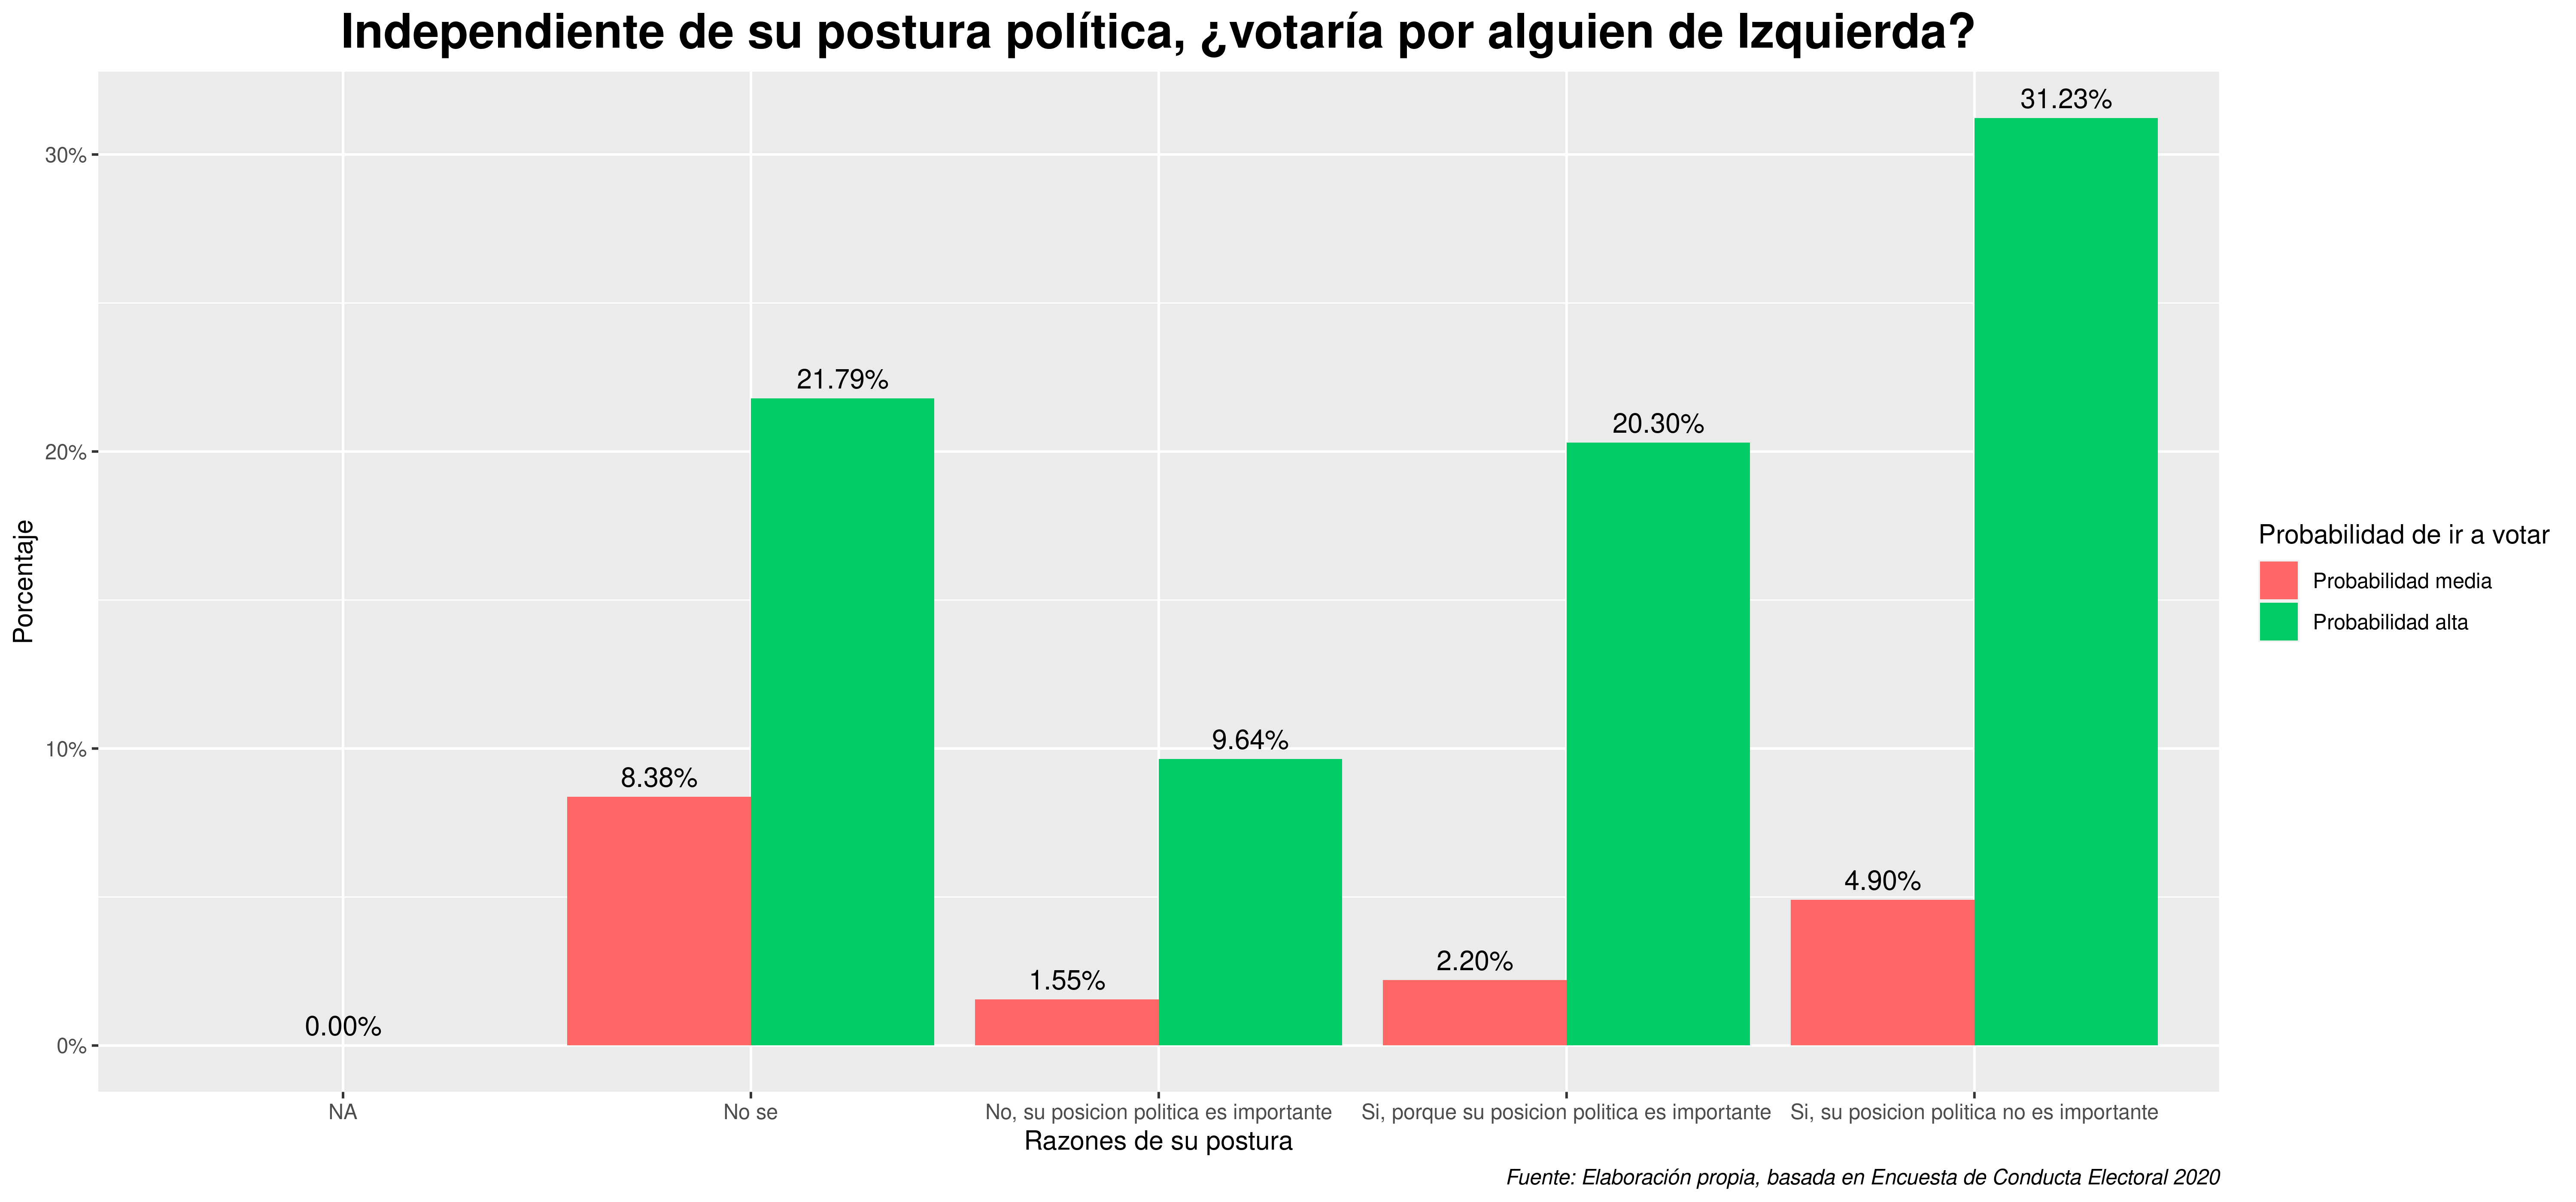 Independiente de su postura política, ¿votaría por alguien de Izquierda?
Porcentaje
30%
20%
10%
0%
0.00%
8.38%
21.79%
1.55%
9.64%
2.20%
20.30%
4.90%
31.23%
NA
No se
No, su posicion politica es importante
Si, porque su posicion politica es importante
Si, su posicion politica no es importante
Razones de su postura
Probabilidad de ir a votar
Probabilidad media
Probabilidad alta
Fuente: Elaboración propia, basada en Encuesta de Conducta Electoral 2020